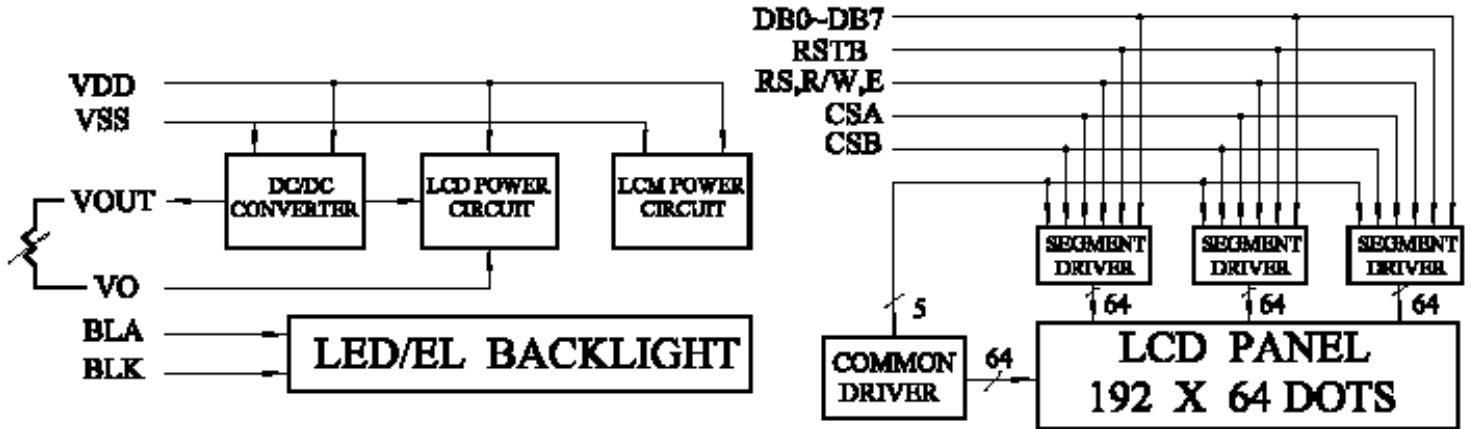 VDD
VSS
VOUT
VO
BLA
BLK
DC/DC
CONVERTER
LCD POWER
CIRCUIT
LCM POWER
CIRCUIT
LED/EL BACKLIGHT
DB0~DB7
RSTB
RS,R/W,E
CSA
CSB
SEGMENT
DRIVER
SEGMENT
DRIVER
SEGMENT
DRIVER
5
64
64
64
COMMON
DRIVER
64
LCD PANEL
192 X 64 DOTS